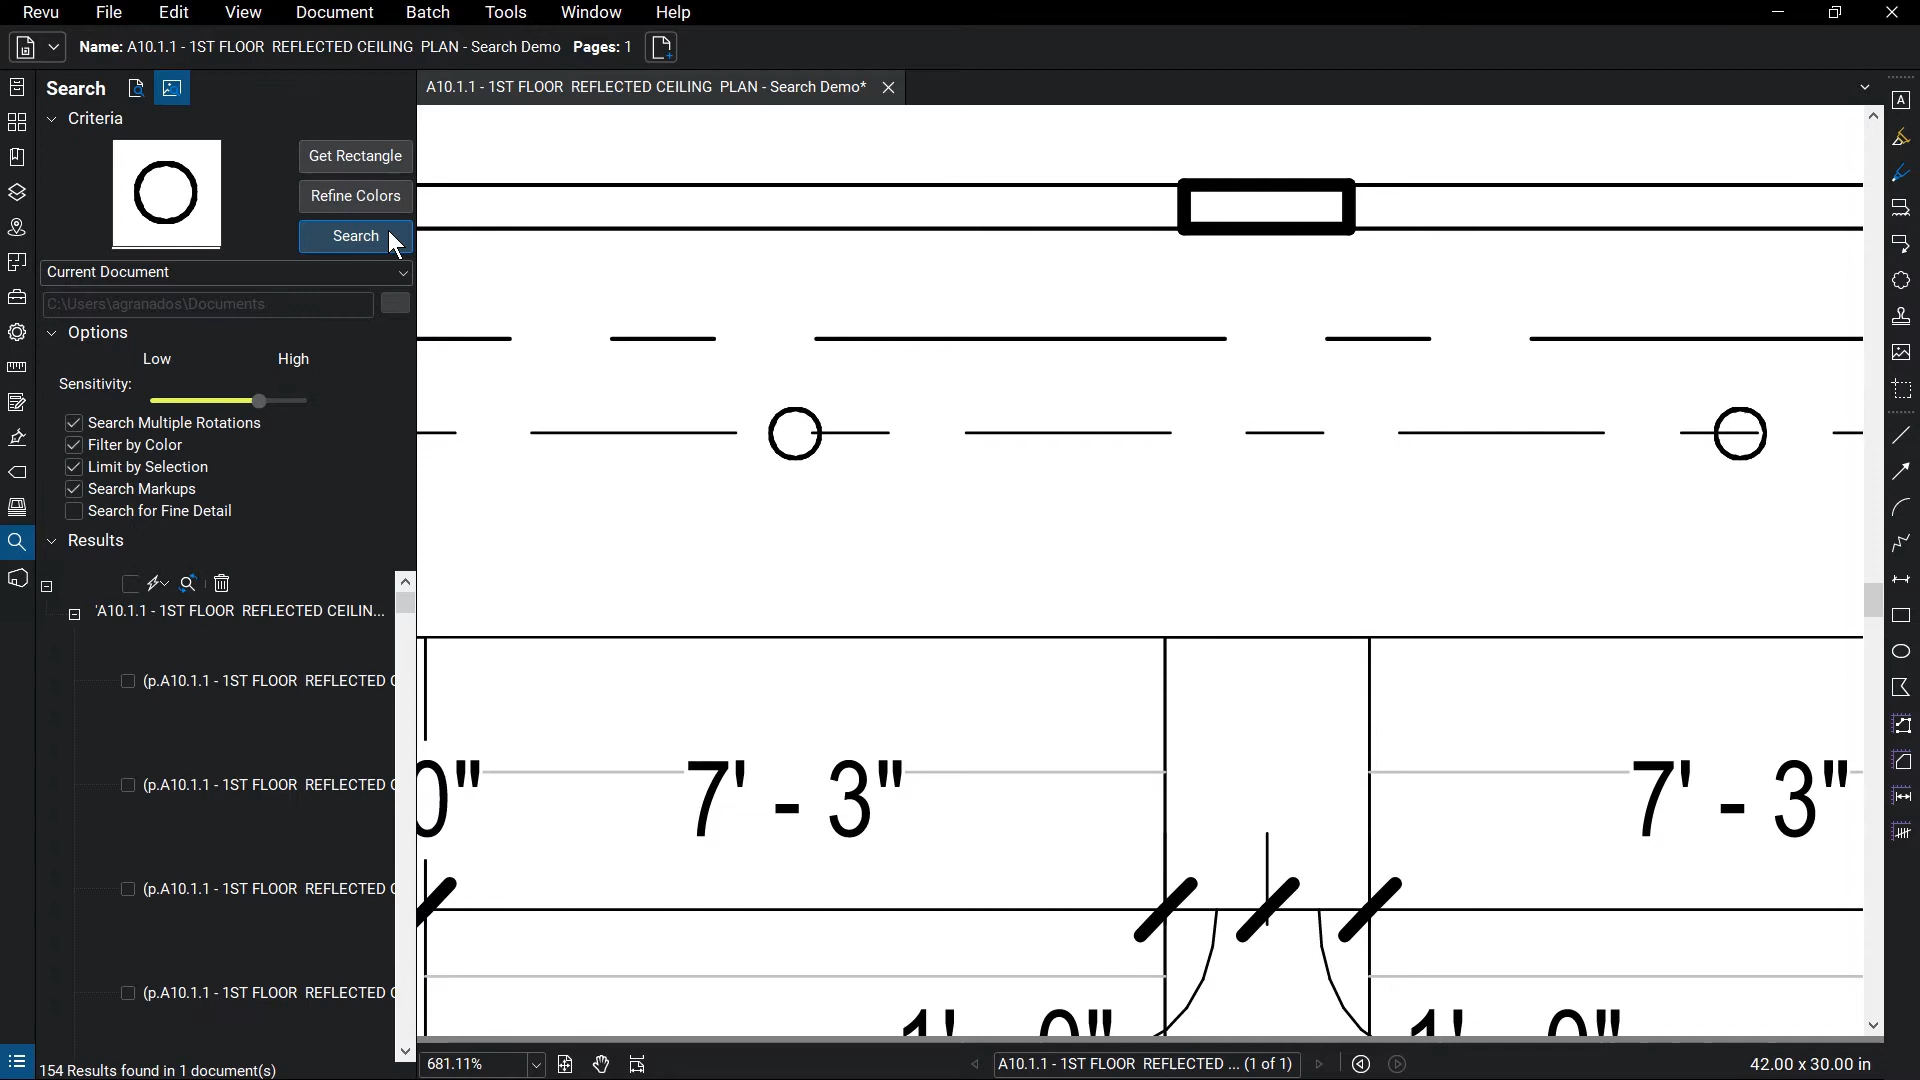 Revu File Edit View Document Batch Tools Window Help
Name: A10.1.1 - 1ST FLOOR REFLECTED CEILING PLAN - Search Demo Pages: 1
Search
A10.1.1 - 1ST FLOOR REFLECTED CEILING PLAN - Search Demo*
Criteria
Get Rectangle
Refine Colors
Search
Current Document
C:\Users\agranados\Documents
Options
Low High
Sensitivity:
Search Multiple Rotations
Filter by Color
Limit by Selection
Search Markups
Search for Fine Detail
Results
'A10.1.1 - 1ST FLOOR REFLECTED CEILIN...
(p.A10.1.1 - 1ST FLOOR REFLECTED
(p.A10.1.1 - 1ST FLOOR REFLECTED
(p.A10.1.1 - 1ST FLOOR REFLECTED
(p.A10.1.1 - 1ST FLOOR REFLECTED
154 Results found in 1 document(s)
0" 7' - 3" 7' - 3"
681.11%
A10.1.1 - 1ST FLOOR REFLECTED ... (1 of 1)
42.00 x 30.00 in